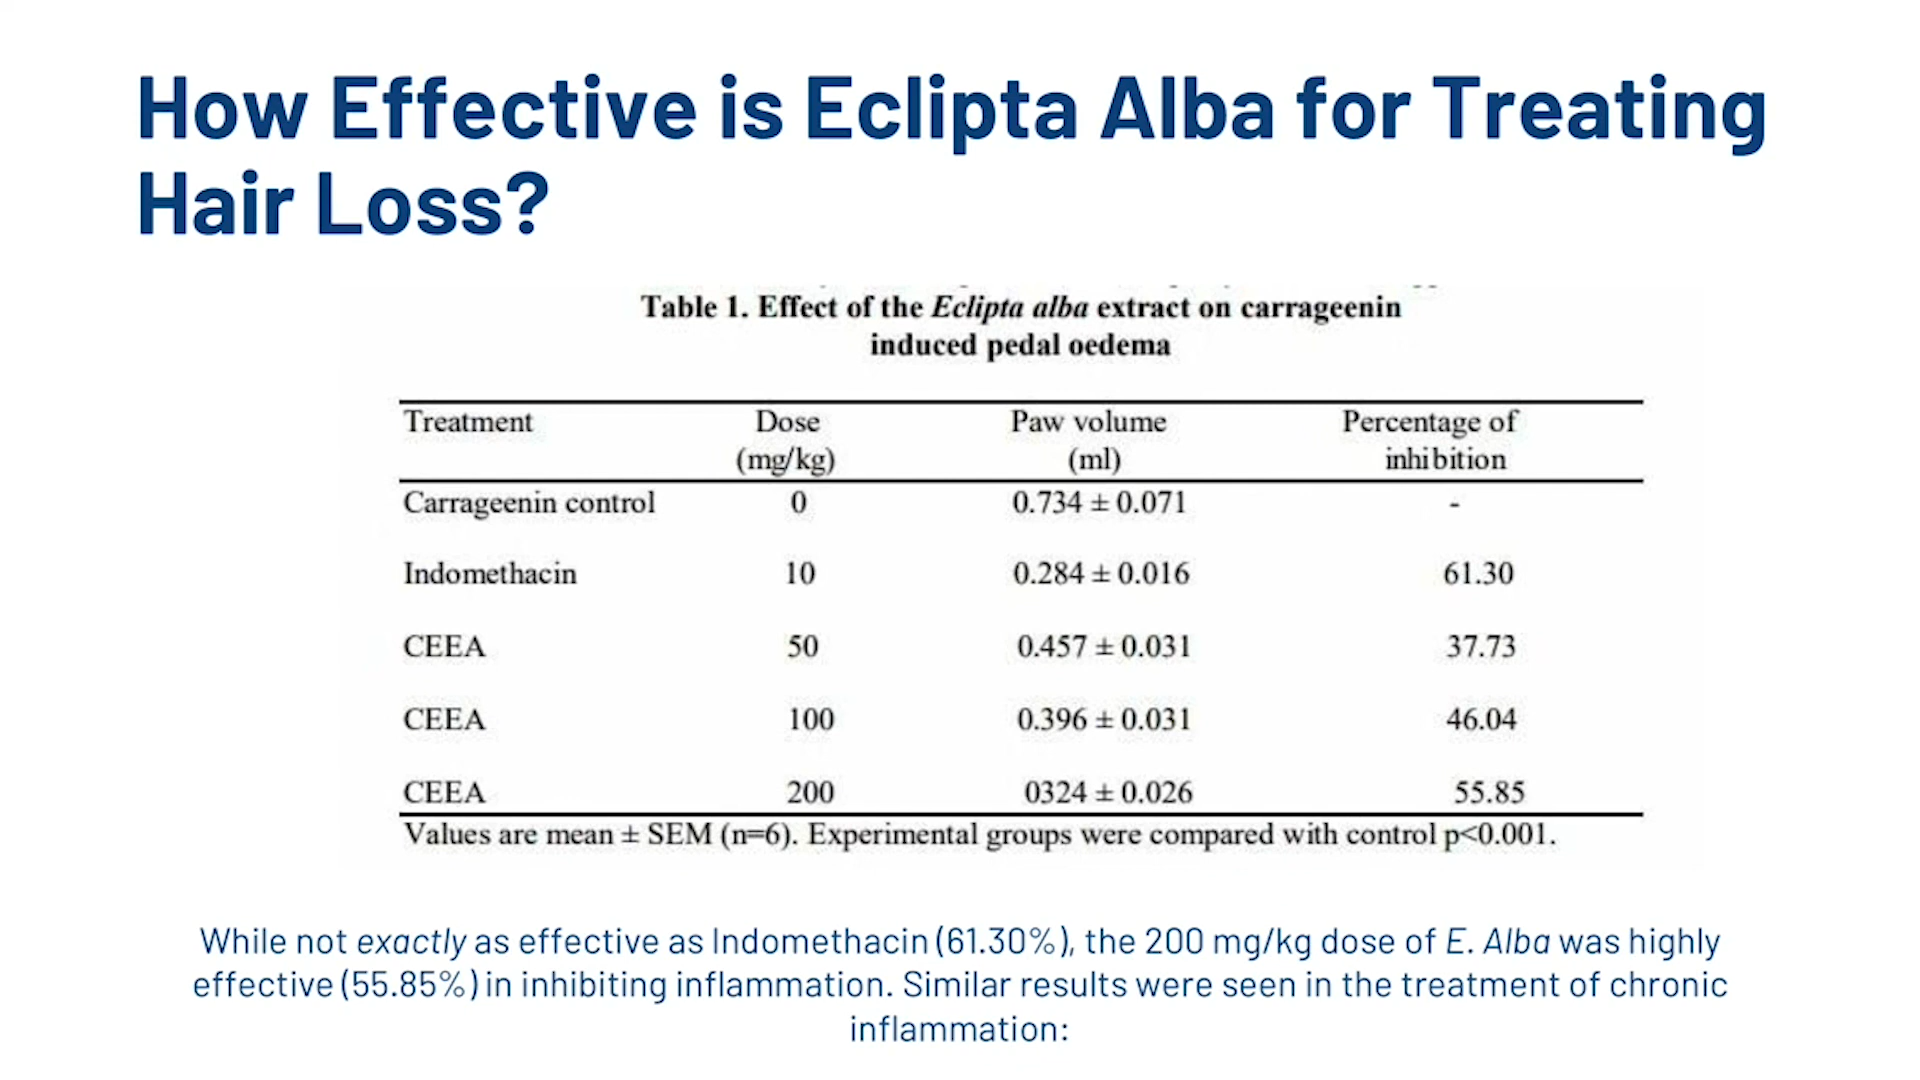 How Effective is Eclipta Alba for Treating
Hair Loss?
Table 1. Effect of the Eclipta alba extract on carrageenin
induced pedal oedema
Treatment Dose Paw volume Percentage of
(mg/kg) (ml) inhibition
Carrageenin control 0 0.734 ± 0.071 -
Indomethacin 10 0.284 ± 0.016 61.30
CEEA 50 0.457 ± 0.031 37.73
CEEA 100 0.396 ± 0.031 46.04
CEEA 200 0324 ± 0.026 55.85
Values are mean ± SEM (n=6). Experimental groups were compared with control p<0.001.
While not exactly as effective as Indomethacin (61.30%), the 200 mg/kg dose of E. Alba was highly
effective (55.85%) in inhibiting inflammation. Similar results were seen in the treatment of chronic
inflammation: